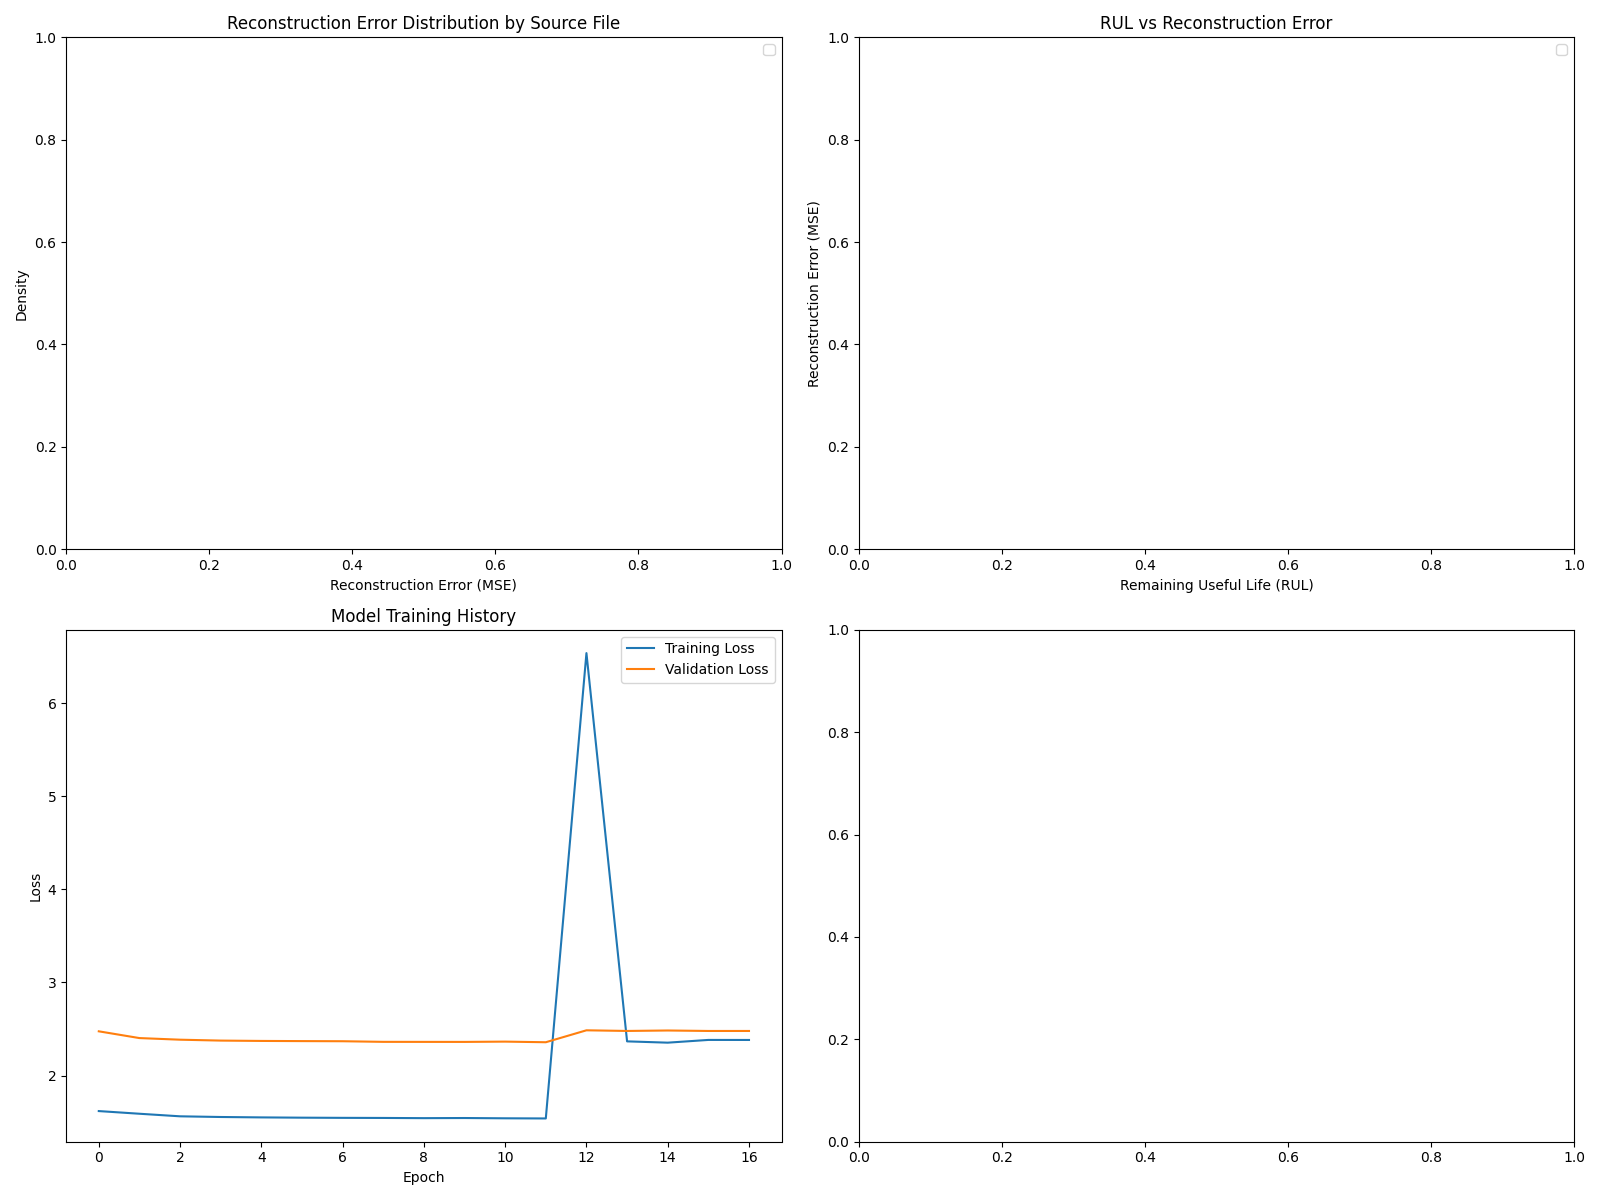 Reconstruction Error Distribution by Source File
1.0
0.8
0.6
0.4
0.2
0.0
Density
0.0 0.2 0.4 0.6 0.8 1.0
Reconstruction Error (MSE)
RUL vs Reconstruction Error
1.0
0.8
0.6
0.4
0.2
0.0
Reconstruction Error (MSE)
0.0 0.2 0.4 0.6 0.8 1.0
Remaining Useful Life (RUL)
Model Training History
Training Loss
Validation Loss
6
5
4
3
2
Loss
0 2 4 6 8 10 12 14 16
Epoch
1.0
0.8
0.6
0.4
0.2
0.0
0.0 0.2 0.4 0.6 0.8 1.0